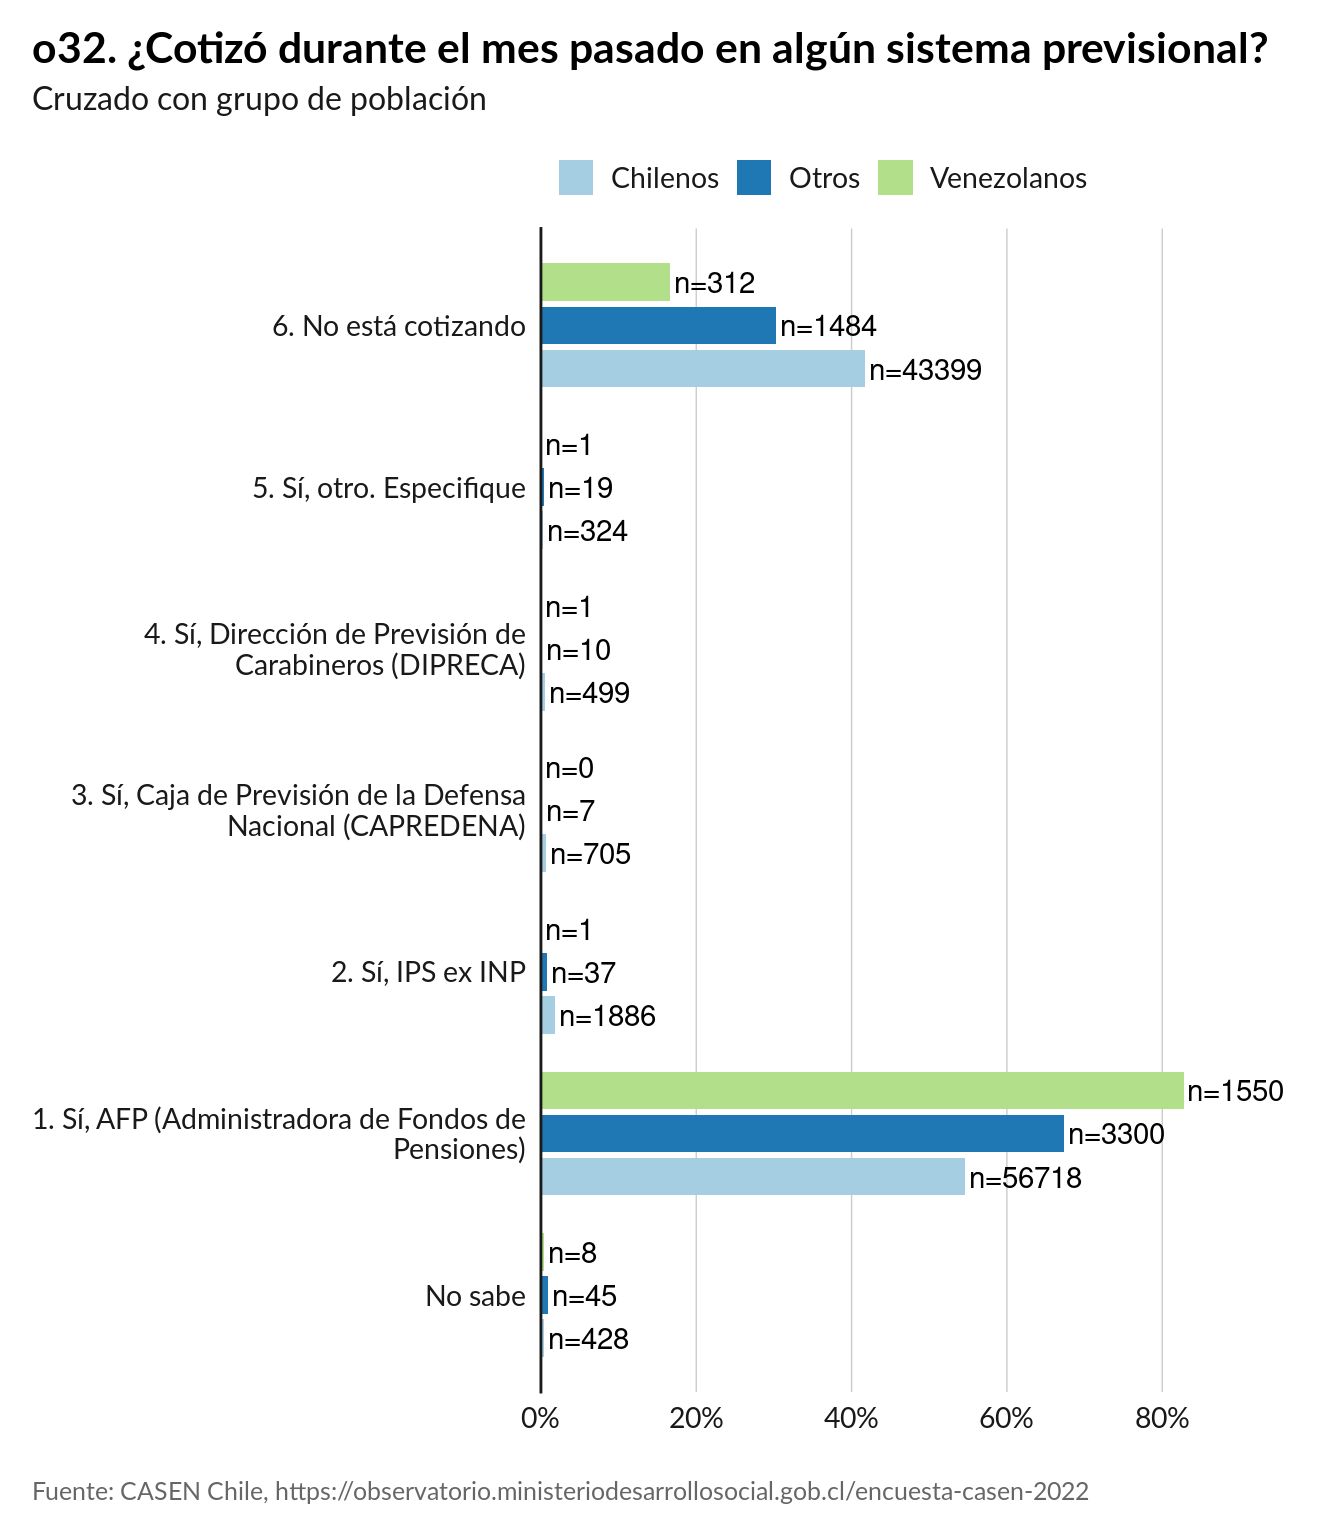 o32. ¿Cotizó durante el mes pasado en algún sistema previsional?
Cruzado con grupo de población
Chilenos
Otros
Venezolanos
n=312
6. No está cotizando
n=1484
n=43399
n=1
5. Sí, otro. Especifique
n=19
n=324
n=1
4. Sí, Dirección de Previsión de
Carabineros (DIPRECA)
n=10
n=499
n=0
3. Sí, Caja de Previsión de la Defensa
Nacional (CAPREDENA)
n=7
n=705
n=1
2. Sí, IPS ex INP
n=37
n=1886
n=1550
1. Sí, AFP (Administradora de Fondos de
Pensiones)
n=3300
n=56718
n=8
No sabe
n=45
n=428
0%
20%
40%
60%
80%
Fuente: CASEN Chile, https://observatorio.ministeriodesarrollosocial.gob.cl/encuesta-casen-2022